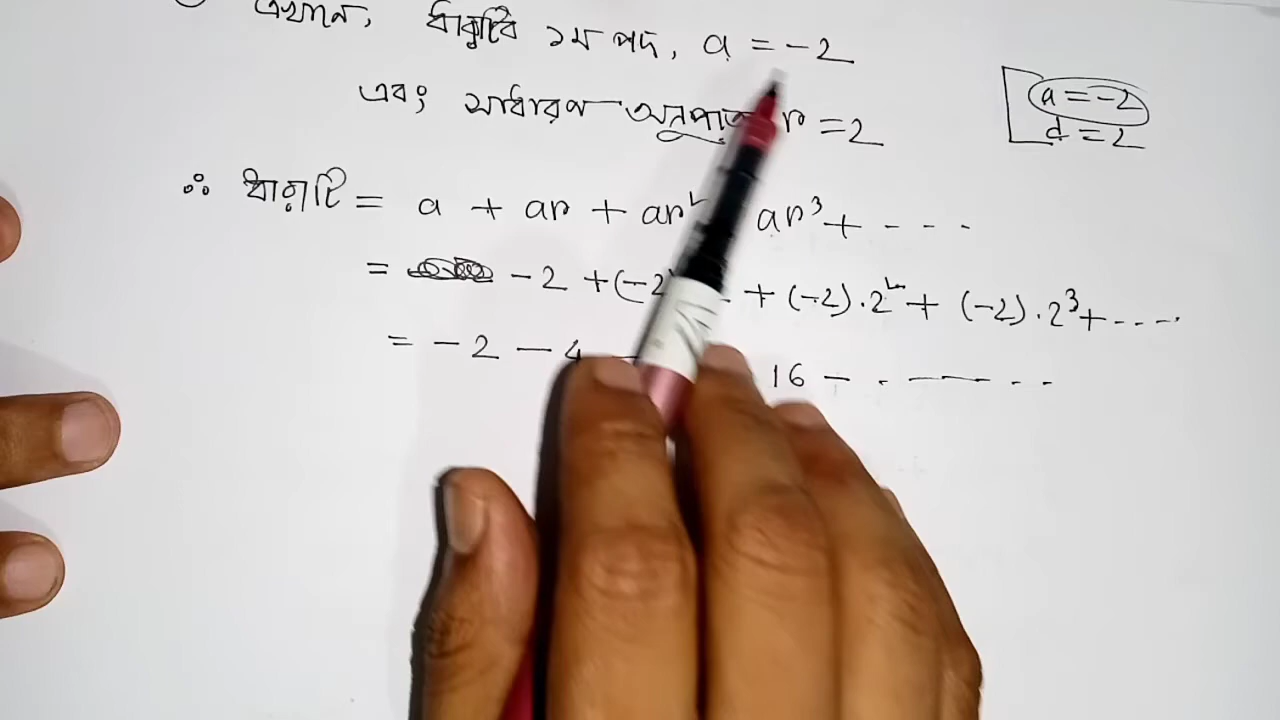 এখানে, ধারাটির ১ম পদ, a = -2
এবং সাধারণ অনুপাত r = 2
[ a = -2
d = 2
∴ ধারাটি = a + ar + ar² ar³ + - - -
= -2 + (-2 + (-2).2² + (-2).2³ + - - - -
= -2 - 4 - 16 - - - - -